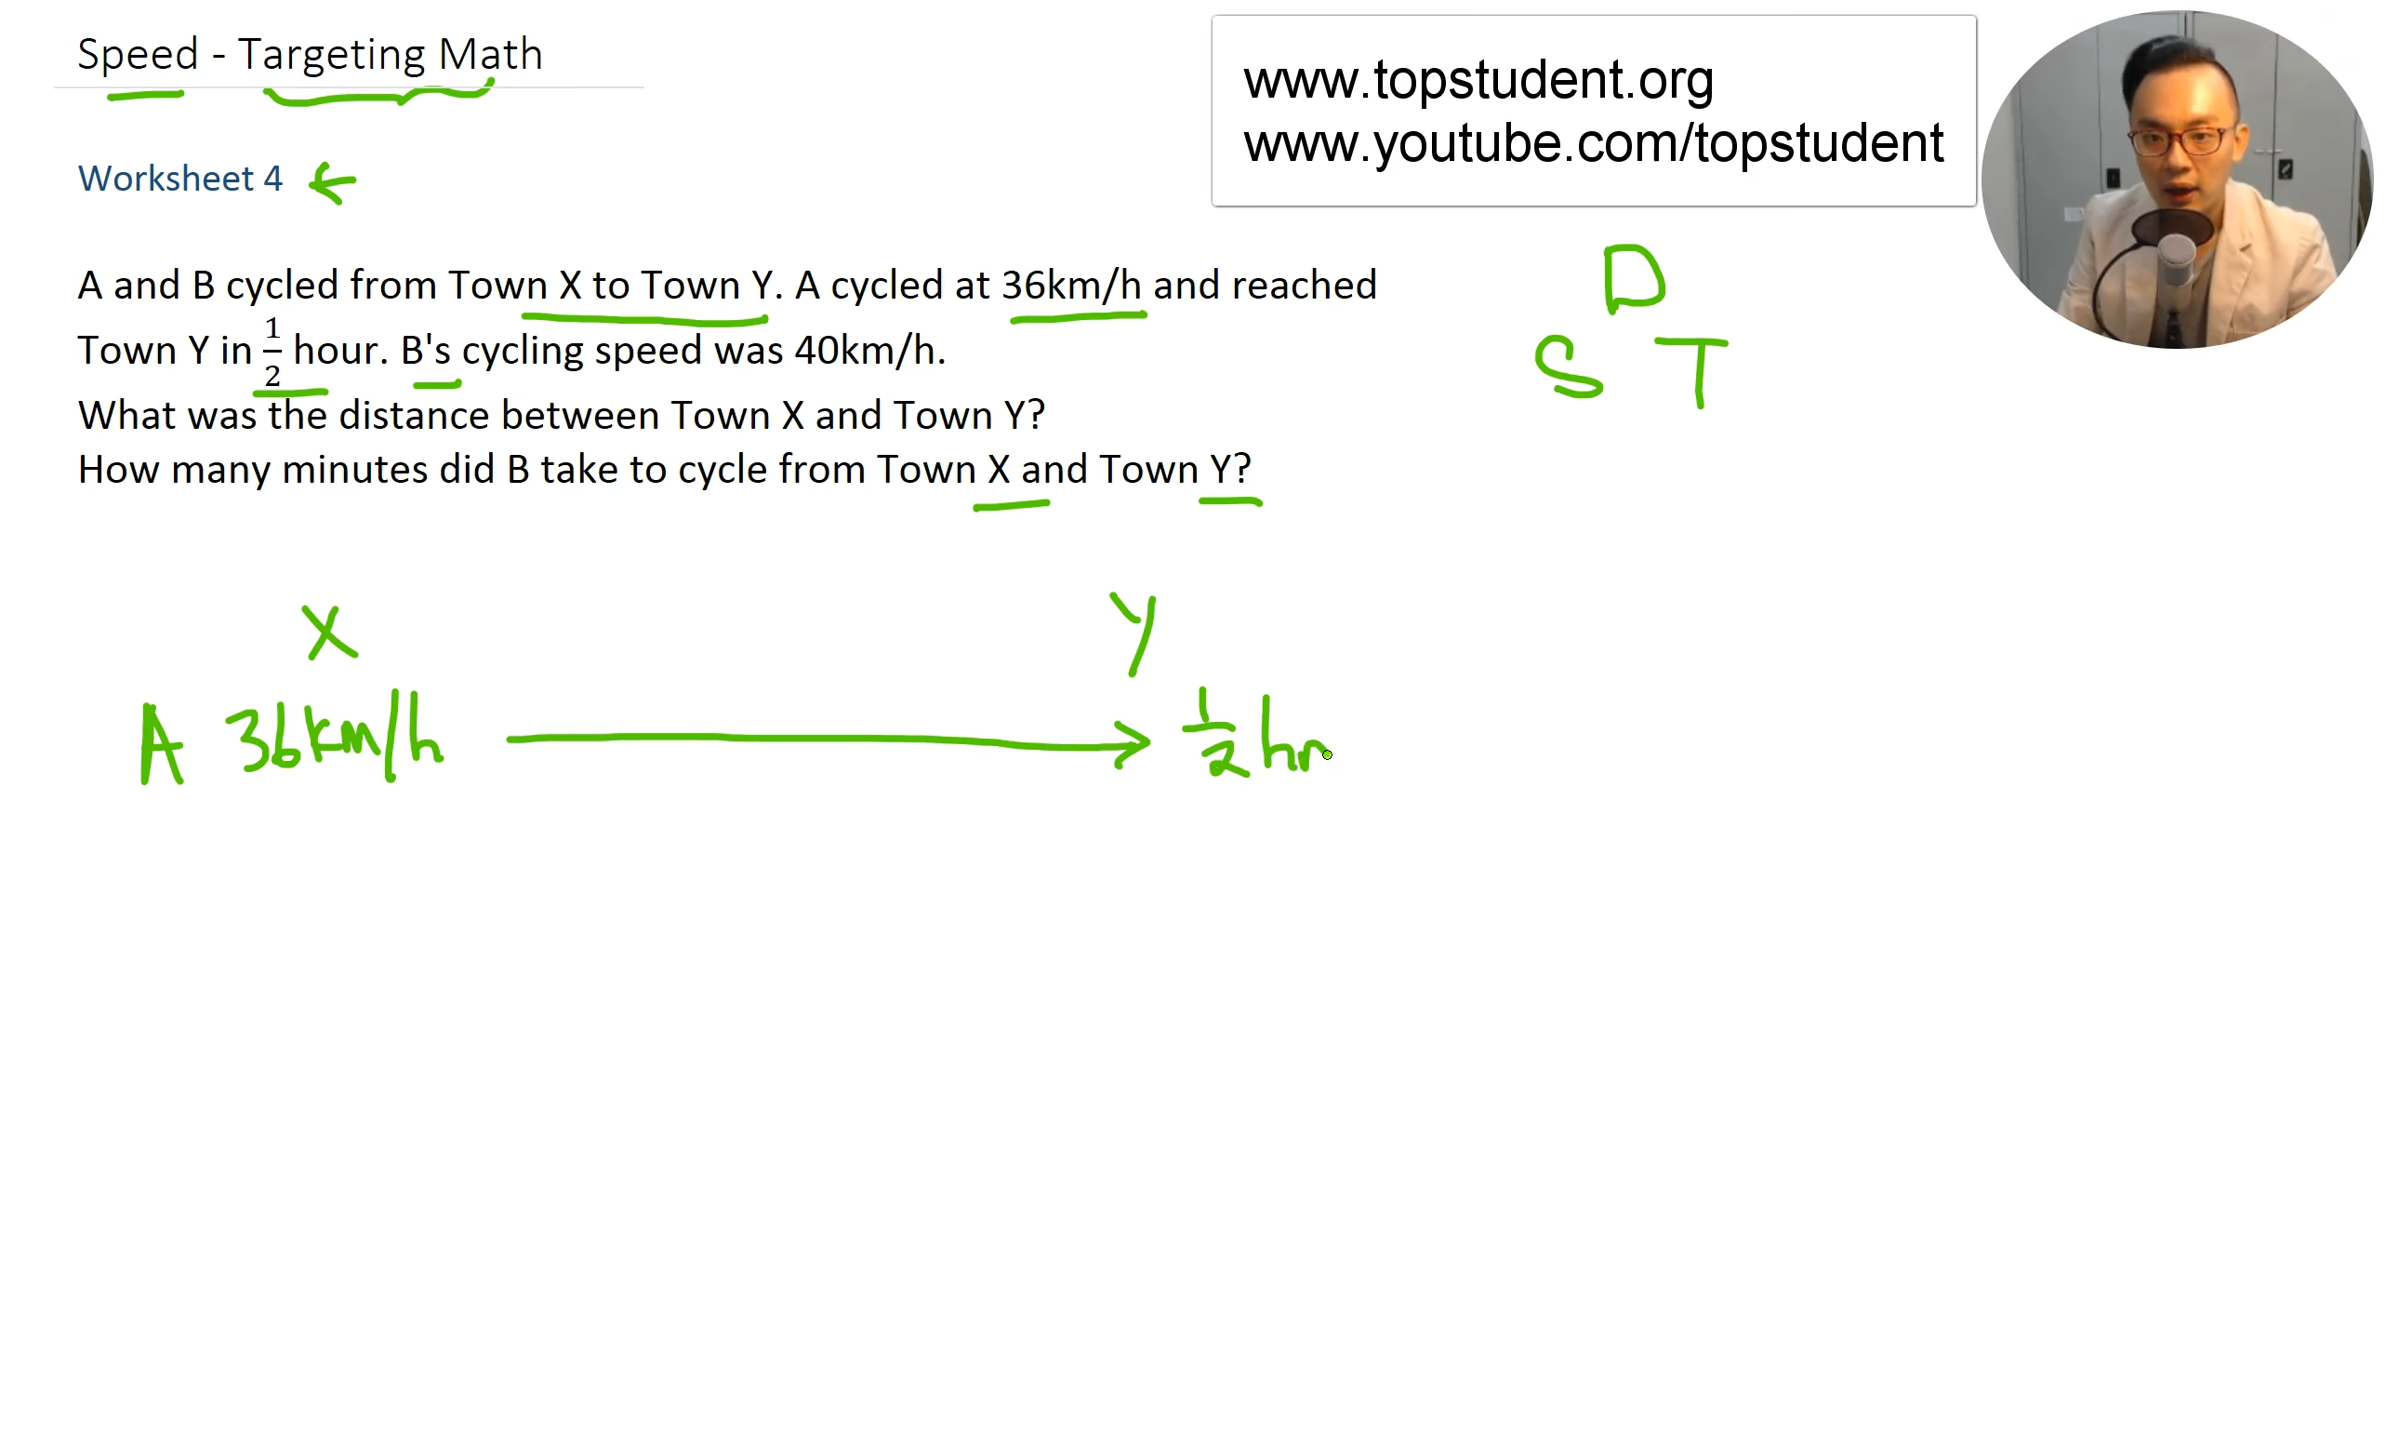 Speed - Targeting Math
www.topstudent.org
www.youtube.com/topstudent
Worksheet 4
A and B cycled from Town X to Town Y. A cycled at 36km/h and reached
Town Y in 1/2 hour. B's cycling speed was 40km/h.
What was the distance between Town X and Town Y?
How many minutes did B take to cycle from Town X and Town Y?
D
S T
X Y
A 36km/h 1/2 hr